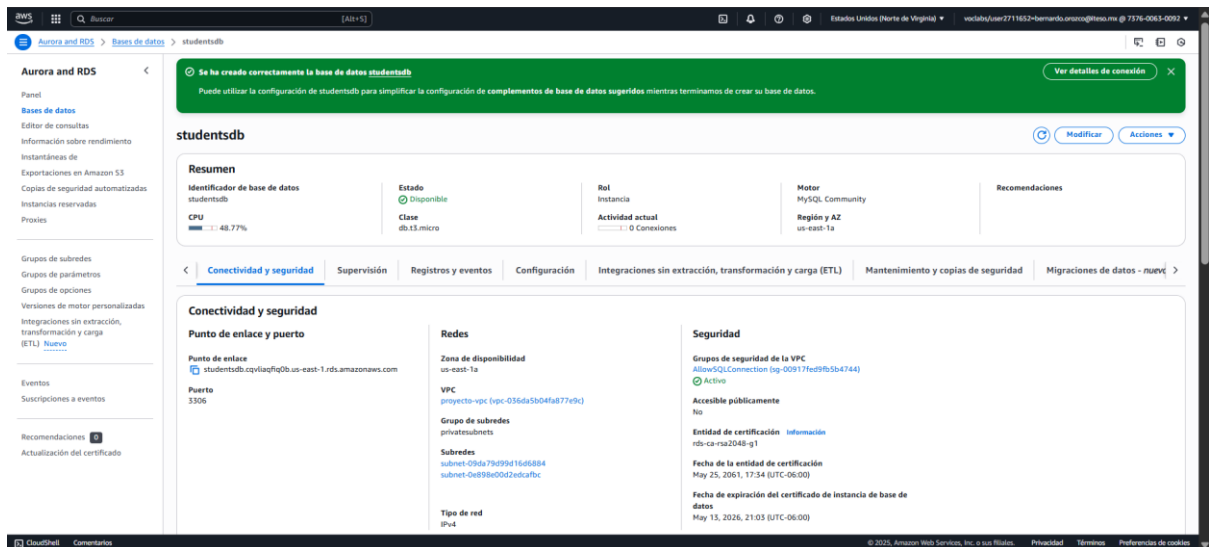 aws
Buscar
[Alt+S]
Estados Unidos (Norte de Virginia)
voclabs/user2711652=bernardo.orozco@iteso.mx @ 7376-0063-0092
Aurora and RDS > Bases de datos > studentsdb
Aurora and RDS
Panel
Bases de datos
Editor de consultas
Información sobre rendimiento
Instantáneas de
Exportaciones en Amazon S3
Copias de seguridad automatizadas
Instancias reservadas
Proxies
Grupos de subredes
Grupos de parámetros
Grupos de opciones
Versiones de motor personalizadas
Integraciones sin extracción,
transformación y carga
(ETL) Nuevo
Eventos
Suscripciones a eventos
Recomendaciones 0
Actualización del certificado
Se ha creado correctamente la base de datos studentsdb
Puede utilizar la configuración de studentsdb para simplificar la configuración de complementos de base de datos sugeridos mientras terminamos de crear su base de datos.
Ver detalles de conexión
studentsdb
Modificar
Acciones
Resumen
Identificador de base de datos
studentsdb
Estado
Disponible
Rol
Instancia
Motor
MySQL Community
Recomendaciones
CPU
48.77%
Clase
db.t3.micro
Actividad actual
0 Conexiones
Región y AZ
us-east-1a
Conectividad y seguridad
Supervisión
Registros y eventos
Configuración
Integraciones sin extracción, transformación y carga (ETL)
Mantenimiento y copias de seguridad
Migraciones de datos - nuevo
Conectividad y seguridad
Punto de enlace y puerto
Punto de enlace
studentsdb.cqvliaqfiq0b.us-east-1.rds.amazonaws.com
Puerto
3306
Redes
Zona de disponibilidad
us-east-1a
VPC
proyecto-vpc (vpc-036da5b04fa877e9c)
Grupo de subredes
privatesubnets
Subredes
subnet-09da79d99d16d6884
subnet-0e898e00d2edcafbc
Tipo de red
IPv4
Seguridad
Grupos de seguridad de la VPC
AllowSQLConnection (sg-00917fed9fb5b4744)
Activo
Accesible públicamente
No
Entidad de certificación Información
rds-ca-rsa2048-g1
Fecha de la entidad de certificación
May 25, 2061, 17:34 (UTC-06:00)
Fecha de expiración del certificado de instancia de base de
datos
May 13, 2026, 21:03 (UTC-06:00)
CloudShell
Comentarios
© 2025, Amazon Web Services, Inc. o sus filiales.
Privacidad
Términos
Preferencias de cookies